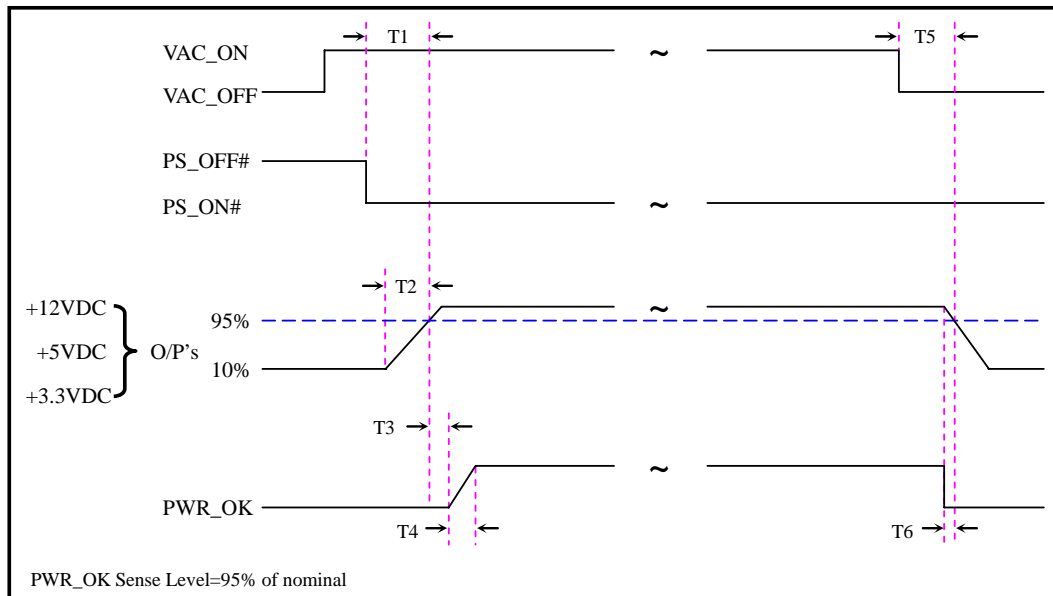 T1
T5
VAC_ON
~
VAC_OFF
PS_OFF#
PS_ON#
~
T2
+12VDC
~
95%
+5VDC
O/P's
10%
+3.3VDC
T3
~
PWR_OK
T4
T6
PWR_OK Sense Level=95% of nominal